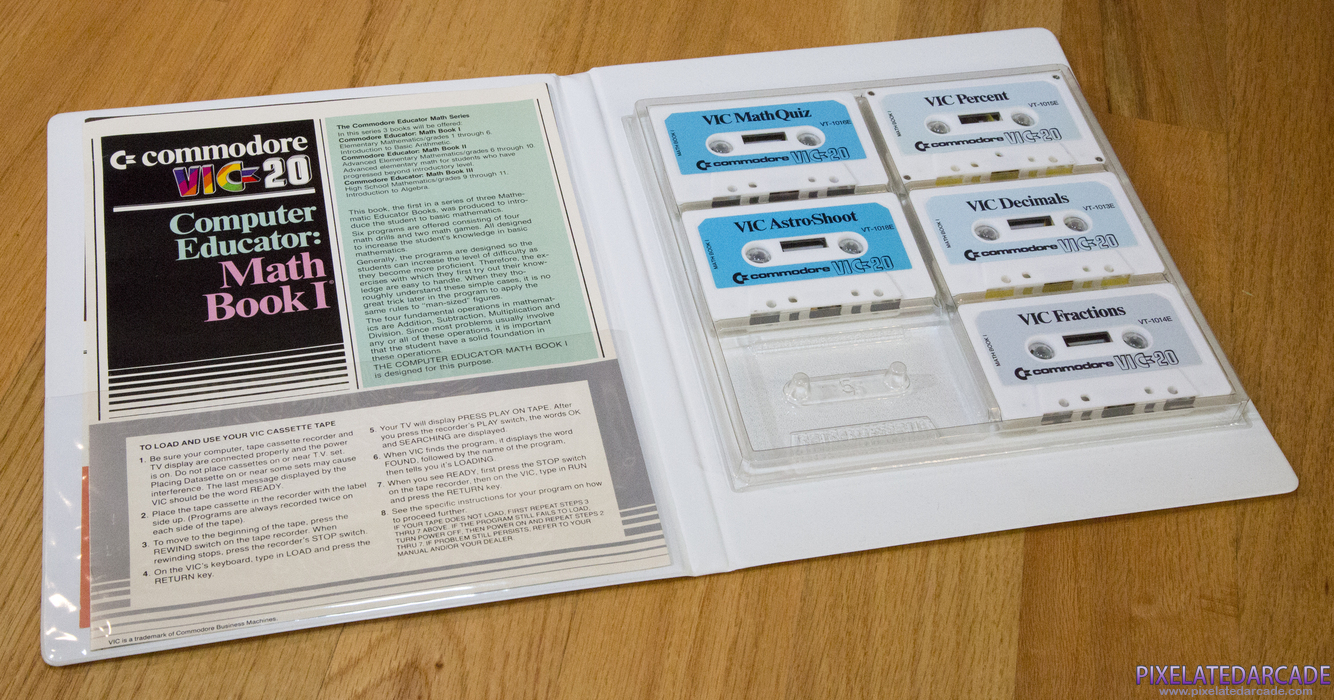 commodore
VIC-20
Computer
Educator:
Math
Book I
The Commodore Educator Math Series
In this series 3 books will be offered.
Commodore Educator: Math Book I
Elementary Mathematics/grades 1 through 6.
Introduction to Basic Arithmetic.
Commodore Educator: Math Book II
Advanced Elementary Mathematics/grades 6 through 10.
Advanced elementary math for students who have
progressed beyond introductory level.
Commodore Educator: Math Book III
High School Mathematics/grades 9 through 11.
Introduction to Algebra.
This book, the first in a series of three Mathe-
matic Educator Books, was produced to intro-
duce the student to basic mathematics.
Six programs are offered consisting of four
math drills and two math games. All designed
to increase the student's knowledge in basic
mathematics.
Generally, the programs are designed so the
students can increase the level of difficulty as
they become more proficient. Therefore, the ex-
ercises with which they first try out their know-
ledge are easy to handle. When they tho-
roughly understand these simple cases, it is no
great trick later in the program to apply the
same rules to "man-sized" figures.
The four fundamental operations in mathemat-
ics are Addition, Subtraction, Multiplication and
Division. Since most problems usually involve
any or all of these operations, it is important
that the student have a solid foundation in
these operations.
THE COMPUTER EDUCATOR MATH BOOK I
is designed for this purpose.
TO LOAD AND USE YOUR VIC CASSETTE TAPE
1. Be sure your computer, tape cassette recorder and
TV display are connected properly and the power
is on. Do not place cassettes on or near T.V. set.
Placing Datasette on or near some sets may cause
interference. The last message displayed by the
VIC should be the word READY.
2. Place the tape cassette in the recorder with the label
side up. (Programs are always recorded twice on
each side of the tape).
3. To move to the beginning of the tape, press the
REWIND switch on the tape recorder. When
rewinding stops, press the recorder's STOP switch.
4. On the VIC's keyboard, type in LOAD and press the
RETURN key.
5. Your TV will display PRESS PLAY ON TAPE. After
you press the recorder's PLAY switch, the words OK
and SEARCHING are displayed.
6. When VIC finds the program, it displays the word
FOUND, followed by the name of the program,
then tells you it's LOADING.
7. When you see READY, first press the STOP switch
on the tape recorder, then on the VIC, type in RUN
and press the RETURN key.
8. See the specific instructions for your program on how
to proceed further.
IF YOUR TAPE DOES NOT LOAD, FIRST REPEAT STEPS 3
THRU 7 ABOVE. IF THE PROGRAM STILL FAILS TO LOAD,
TURN POWER OFF, THEN POWER ON AND REPEAT STEPS 2
THRU 7. IF PROBLEM STILL PERSISTS, REFER TO YOUR
MANUAL AND/OR YOUR DEALER.
VIC is a trademark of Commodore Business Machines.
VIC MathQuiz
MATH BOOK I
commodore VIC-20
VIC Percent
VT-1015E
MATH BOOK I
commodore VIC-20
VIC Astro-Shoot
MATH BOOK I
commodore VIC-20
VIC Decimals
VT-1013E
MATH BOOK I
commodore VIC-20
VIC Fractions
VT-1014E
MATH BOOK I
commodore VIC-20
PIXELATEDARCADE
www.pixelatedarcade.com